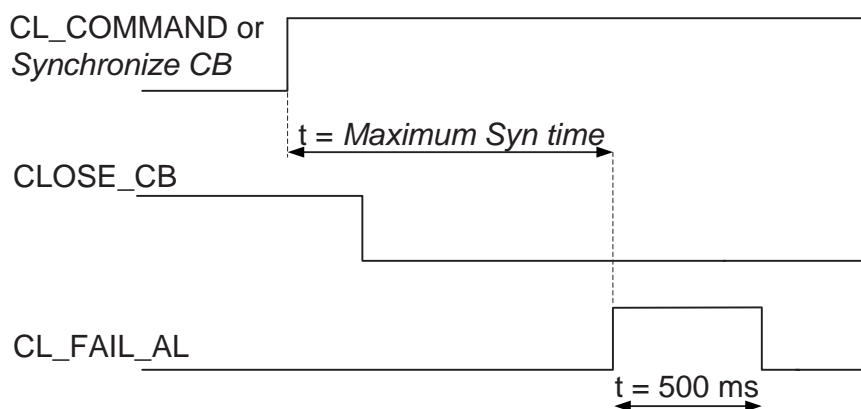 CL_COMMAND or
Synchronize CB
t = Maximum Syn time
CLOSE_CB
CL_FAIL_AL
t = 500 ms